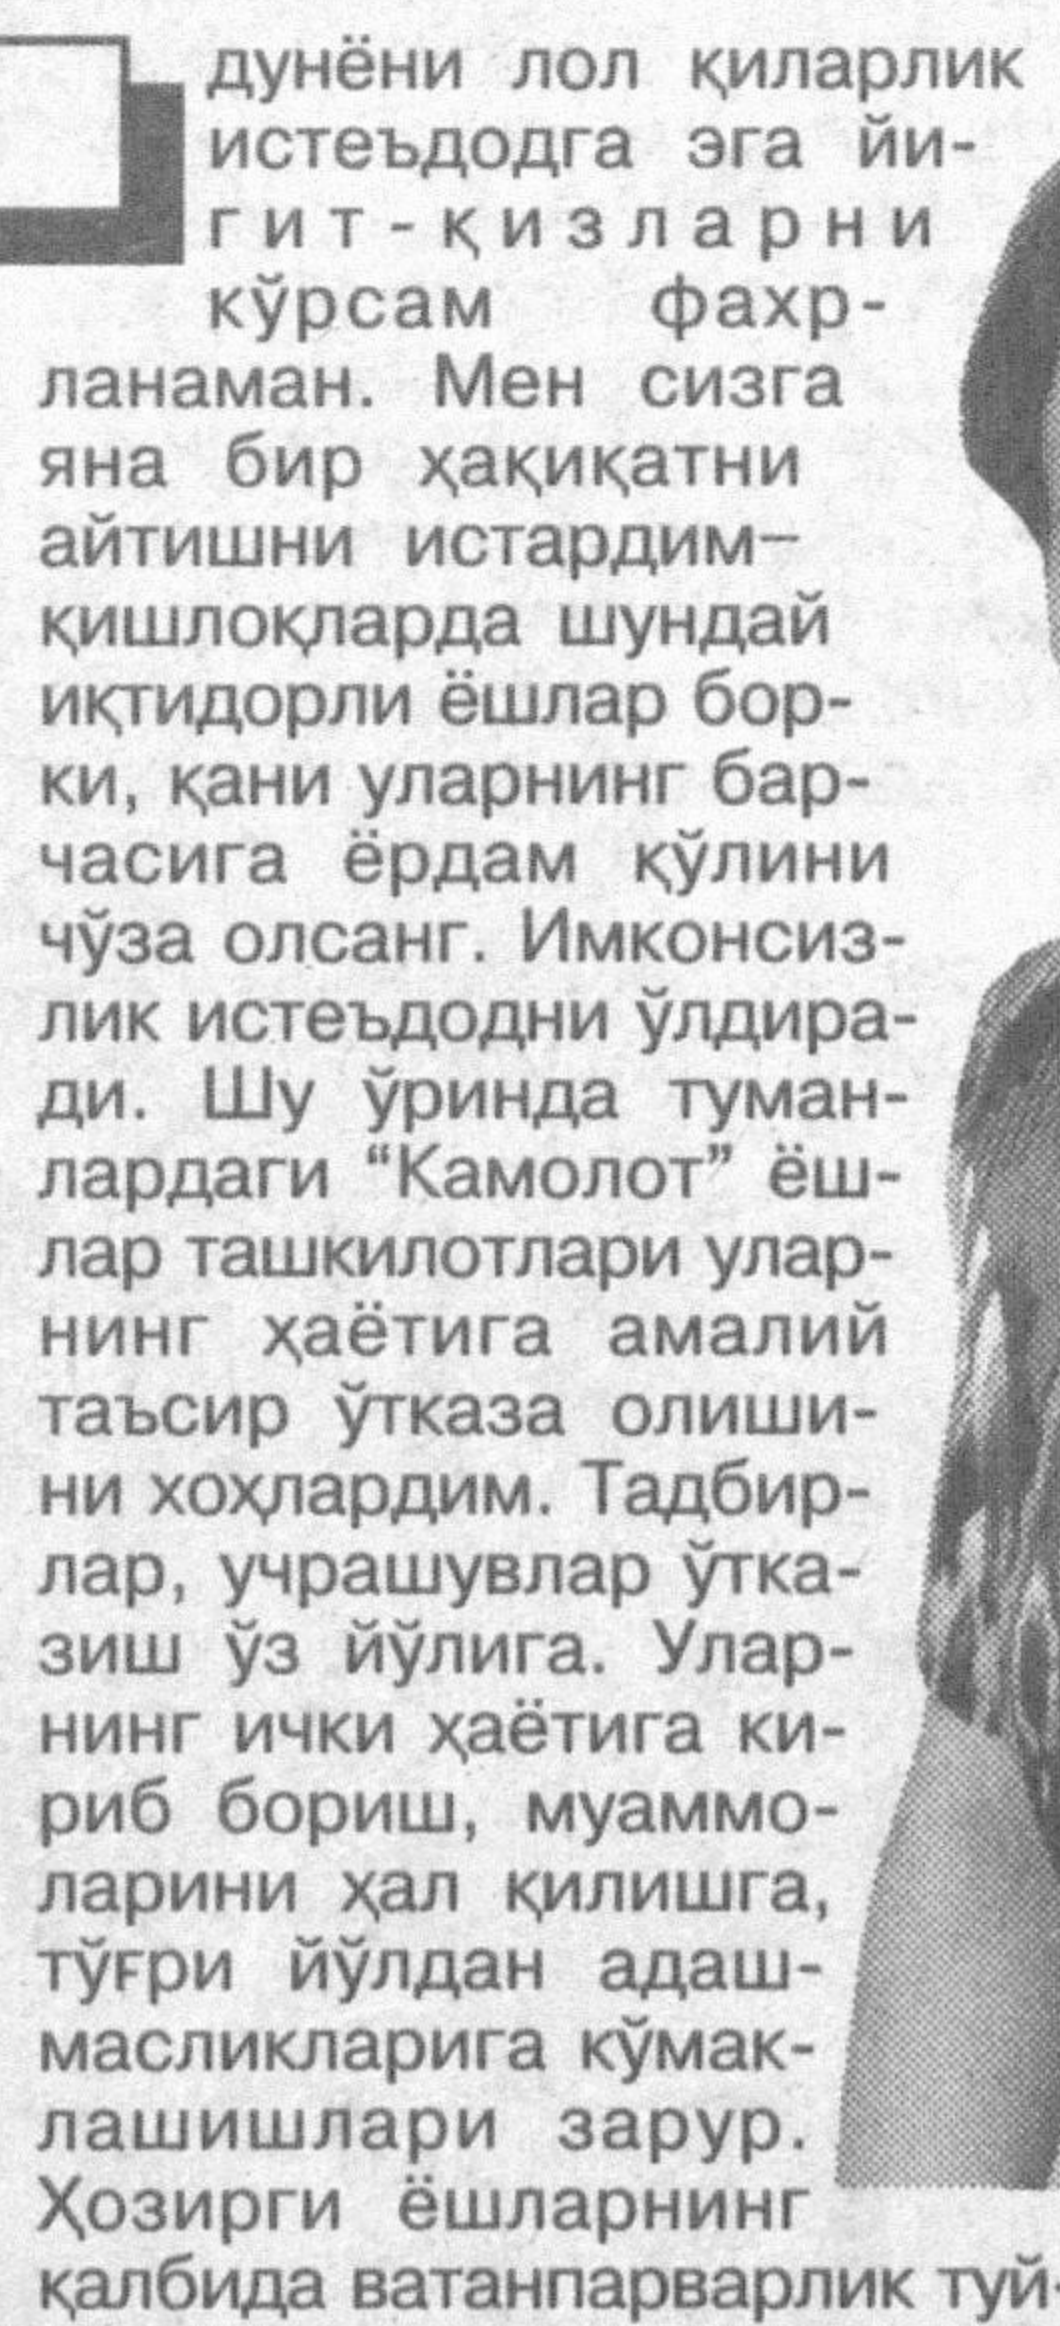 дунёни лол қиларлик
истеъдодга эга йи-
гит-қизларни
кўрсам фахр-
ланаман. Мен сизга
яна бир ҳақиқатни
айтишни истардим–
қишлоқларда шундай
иқтидорли ёшлар бор-
ки, қани уларнинг бар-
часига ёрдам қўлини
чўза олсанг. Имконсиз-
лик истеъдодни ўлдира-
ди. Шу ўринда туман-
лардаги “Камолот” ёш-
лар ташкилотлари улар-
нинг ҳаётига амалий
таъсир ўтказа олиши-
ни хоҳлардим. Тадбир-
лар, учрашувлар ўтка-
зиш ўз йўлига. Улар-
нинг ички ҳаётига ки-
риб бориш, муаммо-
ларини ҳал қилишга,
тўғри йўлдан адаш-
масликларига кўмак-
лашишлари зарур.
Ҳозирги ёшларнинг
қалбида ватанпарварлик туй-